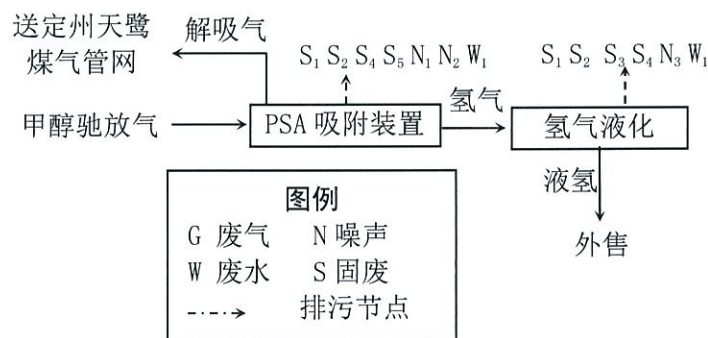 送定州天鹭
煤气管网
解吸气
S₁ S₂ S₄ S₅ N₁ N₂ W₁
S₁ S₂ S₃ S₄ N₃ W₁
甲醇驰放气
PSA 吸附装置
氢气
氢气液化
液氢
外售
图例
G 废气 N 噪声
W 废水 S 固废
排污节点